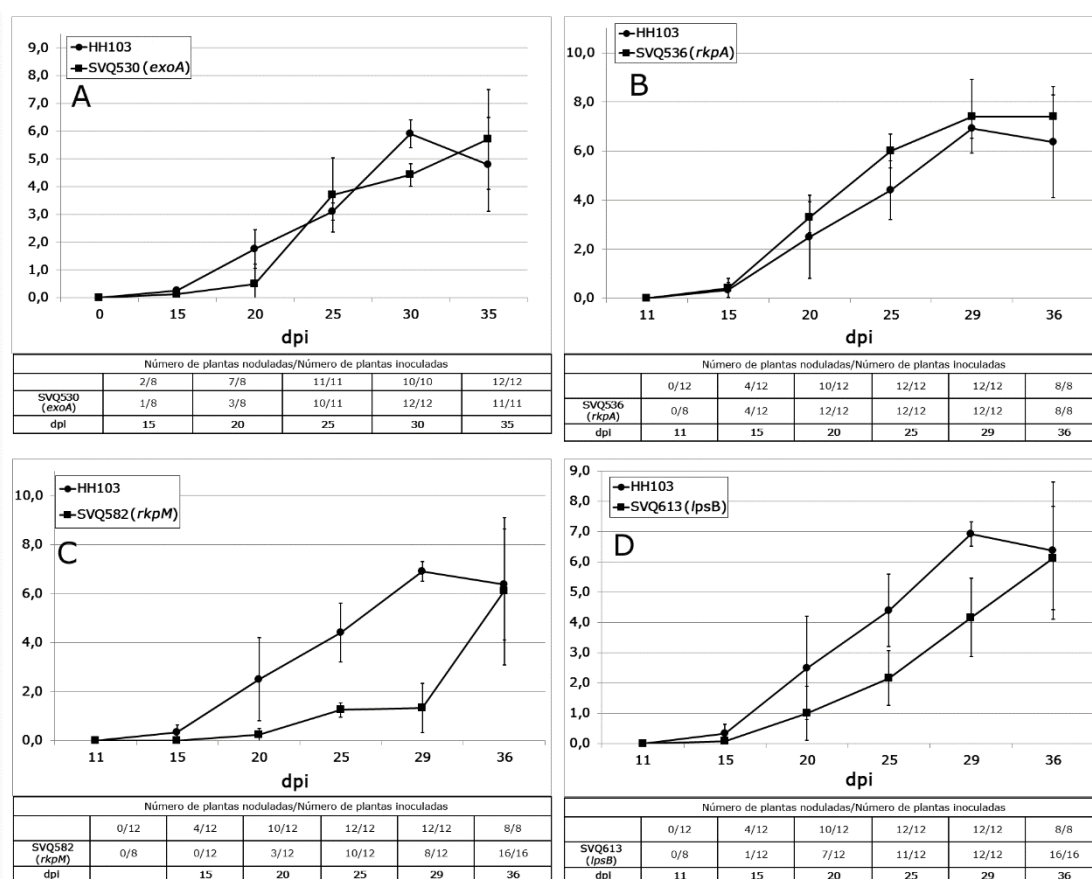 9,0
8,0
7,0
6,0
5,0
4,0
3,0
2,0
1,0
0,0
HH103
SVQ530 (exoA)
A
0 15 20 25 30 35
dpi
Número de plantas noduladas/Número de plantas inoculadas
2/8 7/8 11/11 10/10 12/12
SVQ530 (exoA) 1/8 3/8 10/11 12/12 11/11
dpi 15 20 25 30 35
10,0
8,0
6,0
4,0
2,0
0,0
HH103
SVQ536 (rkpA)
B
11 15 20 25 29 36
dpi
Número de plantas noduladas/Número de plantas inoculadas
0/12 4/12 10/12 12/12 12/12 8/8
SVQ536 (rkpA) 0/8 4/12 12/12 12/12 12/12 8/8
dpi 11 15 20 25 29 36
10,0
8,0
6,0
4,0
2,0
0,0
HH103
SVQ582 (rkpM)
C
11 15 20 25 29 36
dpi
Número de plantas noduladas/Número de plantas inoculadas
0/12 4/12 10/12 12/12 12/12 8/8
SVQ582 (rkpM) 0/8 0/12 3/12 10/12 8/12 16/16
dpi 15 20 25 29 36
9,0
8,0
7,0
6,0
5,0
4,0
3,0
2,0
1,0
0,0
HH103
SVQ613 (lpsB)
D
11 15 20 25 29 36
dpi
Número de plantas noduladas/Número de plantas inoculadas
0/12 4/12 10/12 12/12 12/12 8/8
SVQ613 (lpsB) 0/8 1/12 7/12 11/12 12/12 16/16
dpi 11 15 20 25 29 36